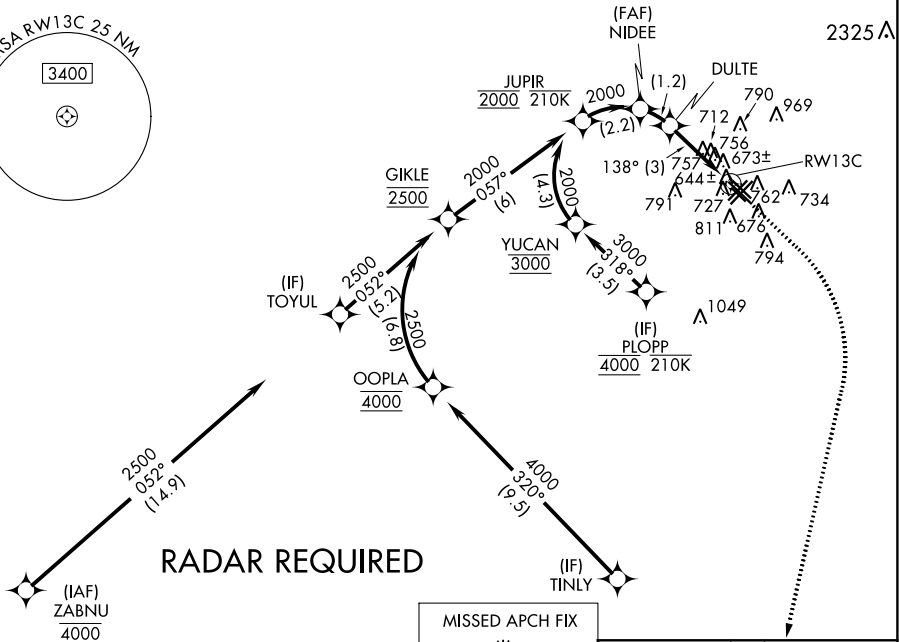 MSA RW13C 25 NM
3400
2325
(FAF)
NIDEE
DULTE
JUPIR
2000 210K
2000
(2.2)
(1.2)
790
969
712
756
757
673±
RW13C
138° (3)
644±
791
727
762
734
811
676
794
GIKLE
2500
2000
057°
(6)
2000
(4.3)
YUCAN
3000
3000
318°
(3.5)
(IF)
PLOPP
4000 210K
1049
(IF)
TOYUL
2500
052°
(5.2)
2500
(6.8)
OOPLA
4000
4000
320°
(9.5)
(IF)
TINLY
2500
052°
(14.9)
(IAF)
ZABNU
4000
RADAR REQUIRED
MISSED APCH FIX